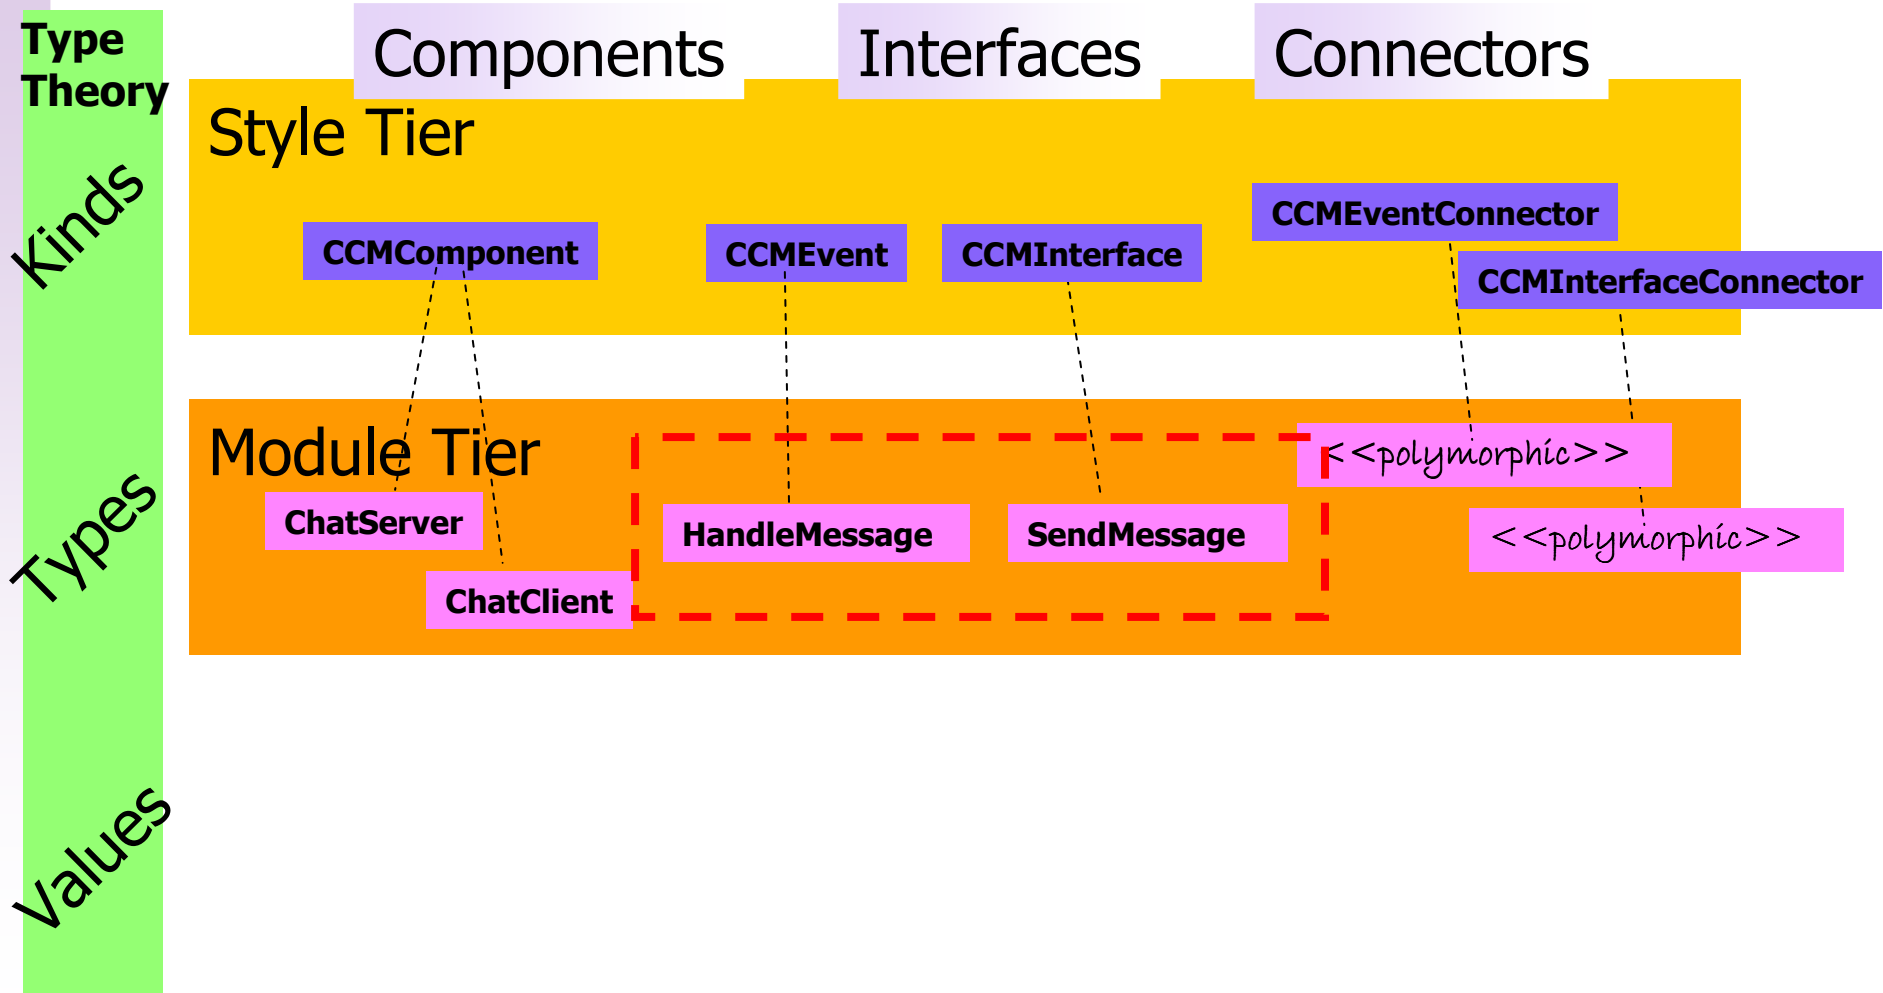 Type
Theory
Components
Interfaces
Connectors
Style Tier
Kinds
CCMComponent
CCMEvent
CCMInterface
CCMEventConnector
CCMInterfaceConnector
Module Tier
Types
ChatServer
ChatClient
HandleMessage
SendMessage
<<polymorphic>>
<<polymorphic>>
Values